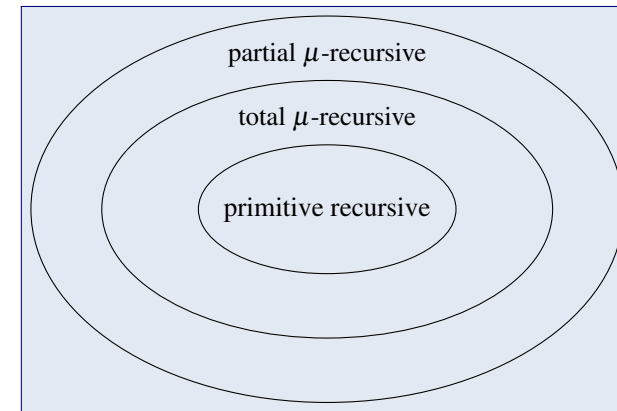 partial μ-recursive
total μ-recursive
primitive recursive